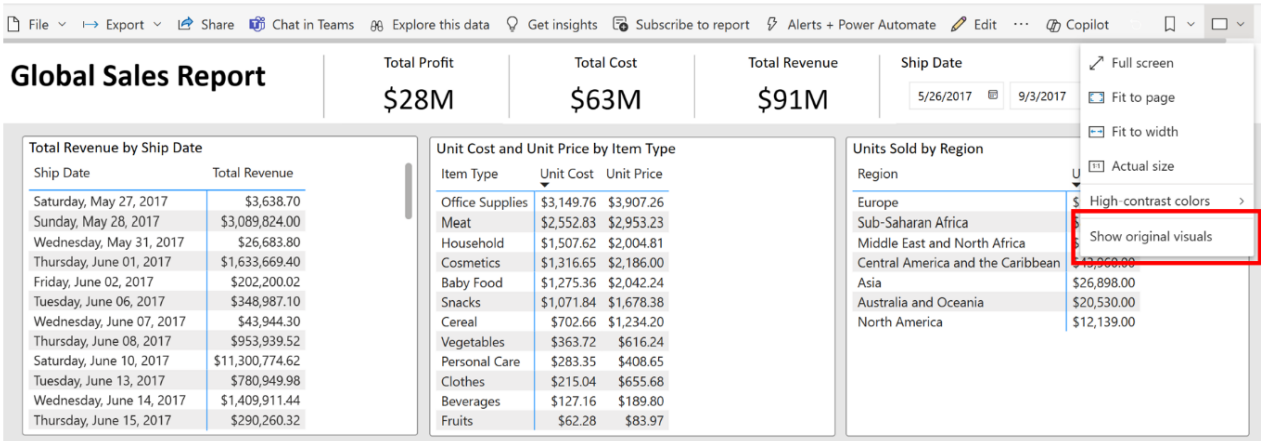 File Export Share Chat in Teams Explore this data Get insights Subscribe to report Alerts + Power Automate Edit ... Copilot
Global Sales Report
Total Profit
$28M
Total Cost
$63M
Total Revenue
$91M
Ship Date
5/26/2017 9/3/2017
Full screen
Fit to page
Fit to width
Actual size
High-contrast colors
Show original visuals
Total Revenue by Ship Date
Ship Date Total Revenue
Saturday, May 27, 2017 $3,638.70
Sunday, May 28, 2017 $3,089,824.00
Wednesday, May 31, 2017 $26,683.80
Thursday, June 01, 2017 $1,633,669.40
Friday, June 02, 2017 $202,200.02
Tuesday, June 06, 2017 $348,987.10
Wednesday, June 07, 2017 $43,944.30
Thursday, June 08, 2017 $953,939.52
Saturday, June 10, 2017 $11,300,774.62
Tuesday, June 13, 2017 $780,949.98
Wednesday, June 14, 2017 $1,409,911.44
Thursday, June 15, 2017 $290,260.32
Unit Cost and Unit Price by Item Type
Item Type Unit Cost Unit Price
Office Supplies $3,149.76 $3,907.26
Meat $2,552.83 $2,953.23
Household $1,507.62 $2,004.81
Cosmetics $1,316.65 $2,186.00
Baby Food $1,275.36 $2,042.24
Snacks $1,071.84 $1,678.38
Cereal $702.66 $1,234.20
Vegetables $363.72 $616.24
Personal Care $283.35 $408.65
Clothes $215.04 $655.68
Beverages $127.16 $189.80
Fruits $62.28 $83.97
Units Sold by Region
Region
Europe
Sub-Saharan Africa
Middle East and North Africa
Central America and the Caribbean
Asia $26,898.00
Australia and Oceania $20,530.00
North America $12,139.00